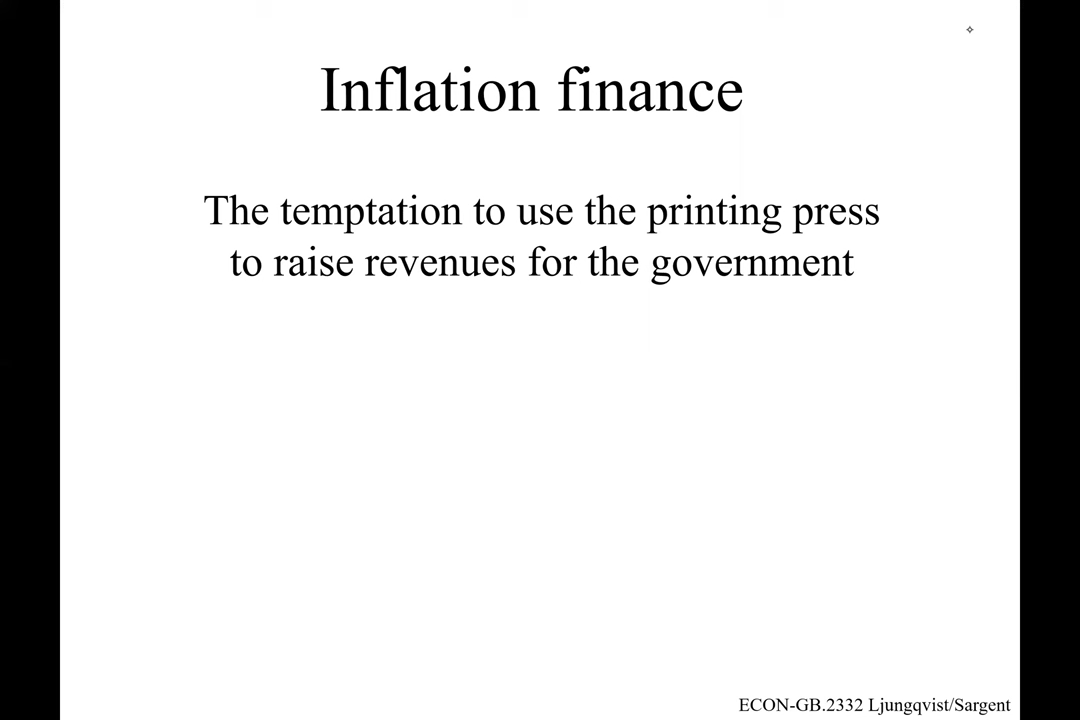 Inflation finance
The temptation to use the printing press
to raise revenues for the government
ECON-GB.2332 Ljungqvist/Sargent